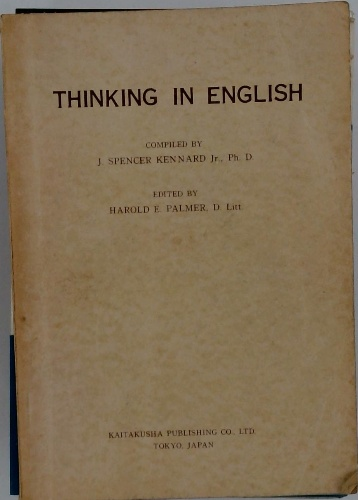 THINKING IN ENGLISH
COMPILED BY
J. SPENCER KENNARD Jr., Ph. D.
EDITED BY
HAROLD E. PALMER, D. Litt.
KAITAKUSHA PUBLISHING CO., LTD.
TOKYO, JAPAN